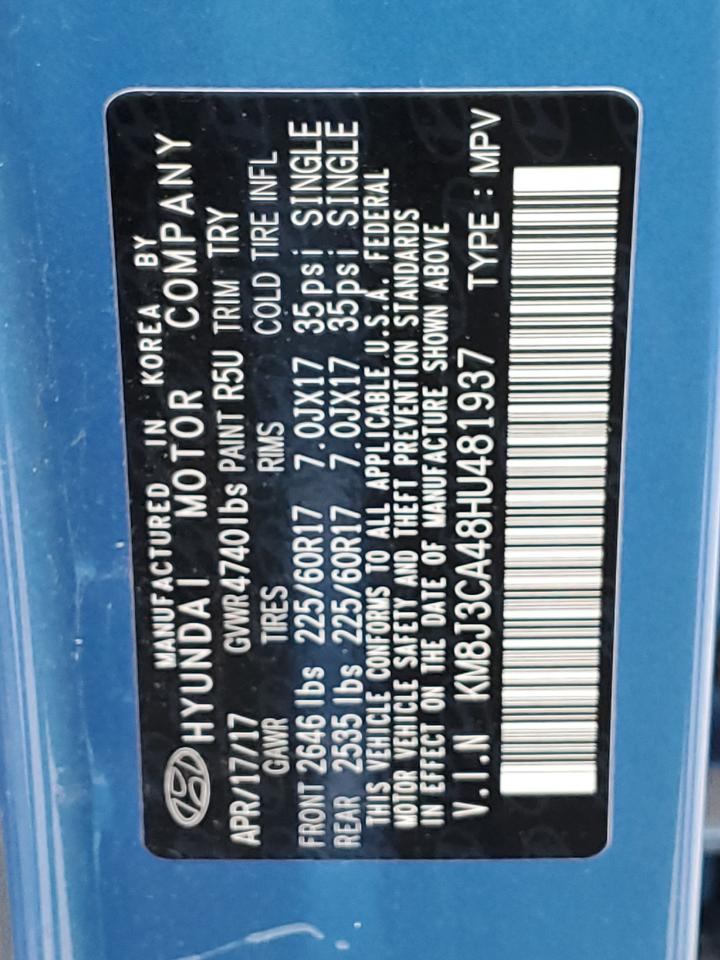 MANUFACTURED IN KOREA BY
HYUNDAI MOTOR COMPANY
APR/17/17 GVWR 4740lbs PAINT R5U TRIM TRY
GAWR TIRES RIMS COLD TIRE INFL
FRONT 2646 lbs 225/60R17 7.0JX17 35psi SINGLE
REAR 2535 lbs 225/60R17 7.0JX17 35psi SINGLE
THIS VEHICLE CONFORMS TO ALL APPLICABLE U.S.A. FEDERAL
MOTOR VEHICLE SAFETY AND THEFT PREVENTION STANDARDS
IN EFFECT ON THE DATE OF MANUFACTURE SHOWN ABOVE
V.I.N KM8J3CA48HU481937 TYPE : MPV